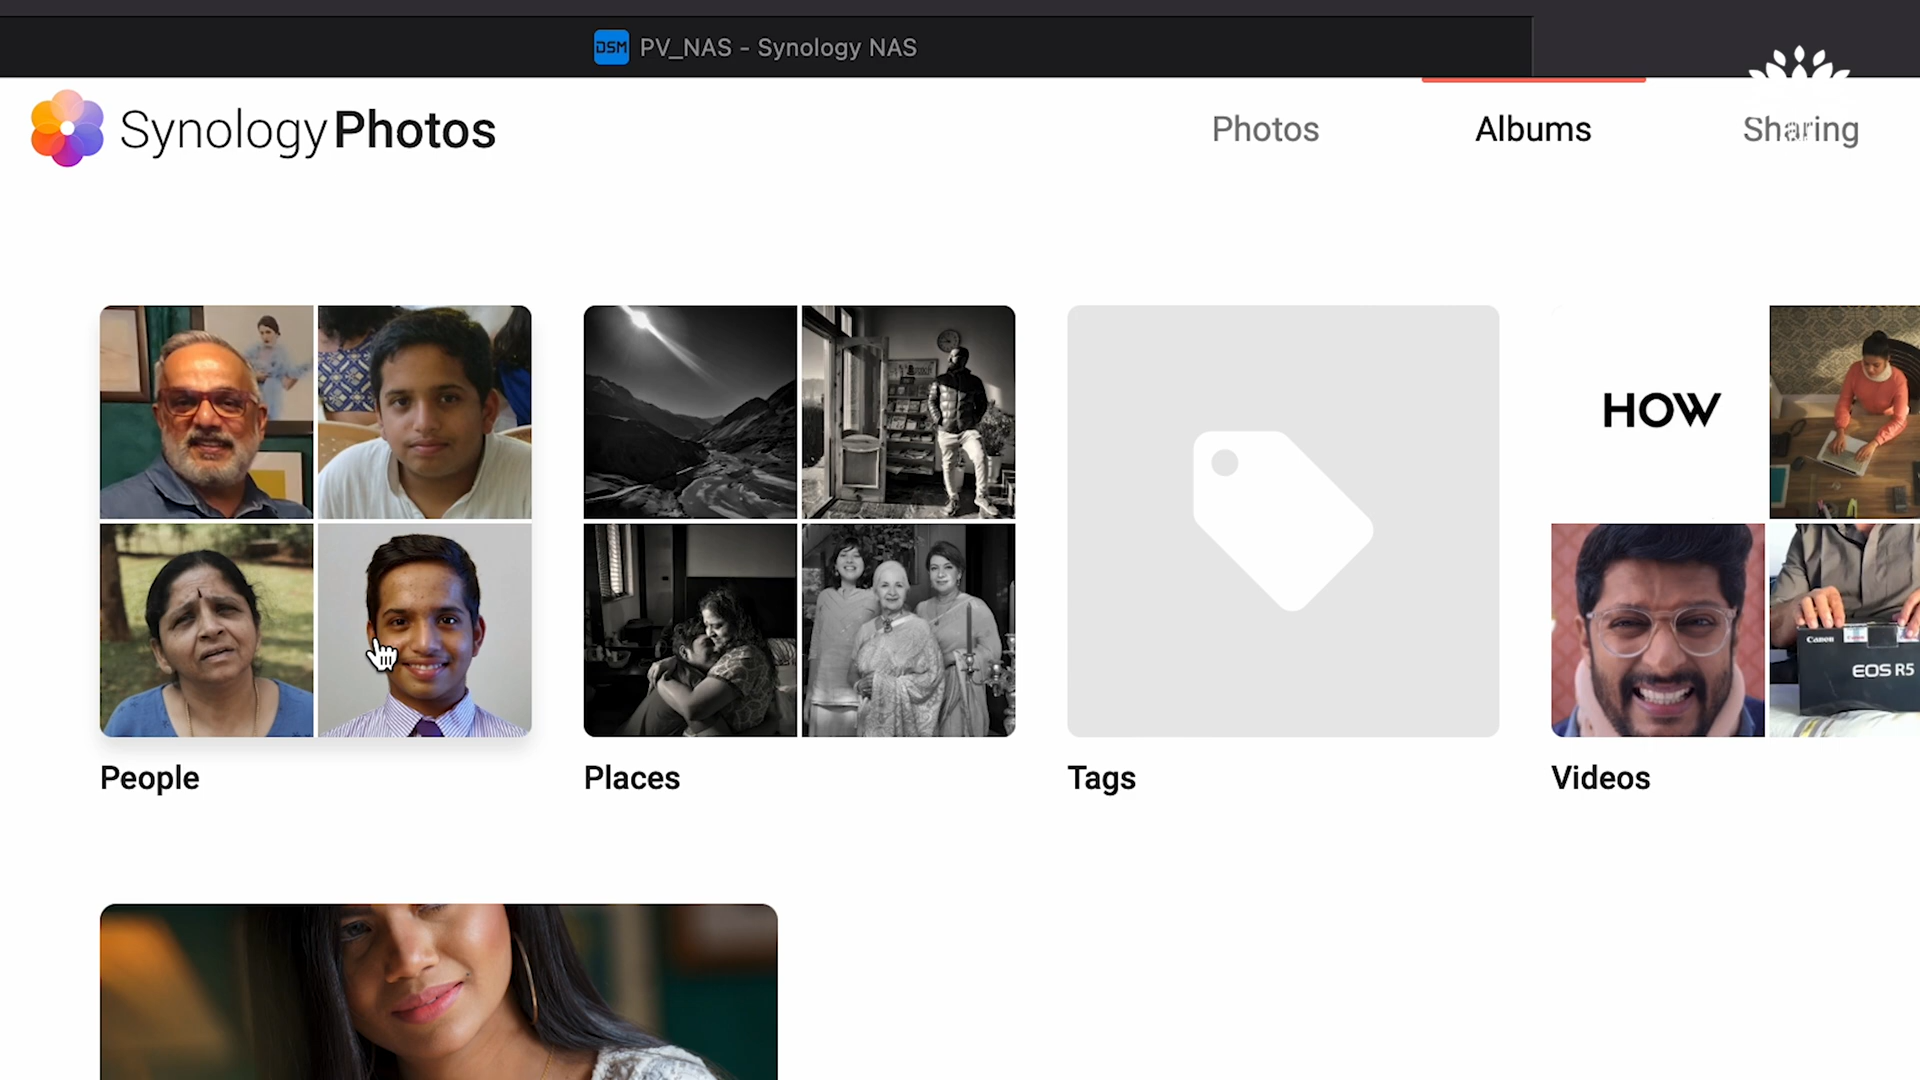 DSM PV_NAS - Synology NAS
Synology Photos
Photos
Albums
Sharing
HOW
Canon
EOS R5
People
Places
Tags
Videos